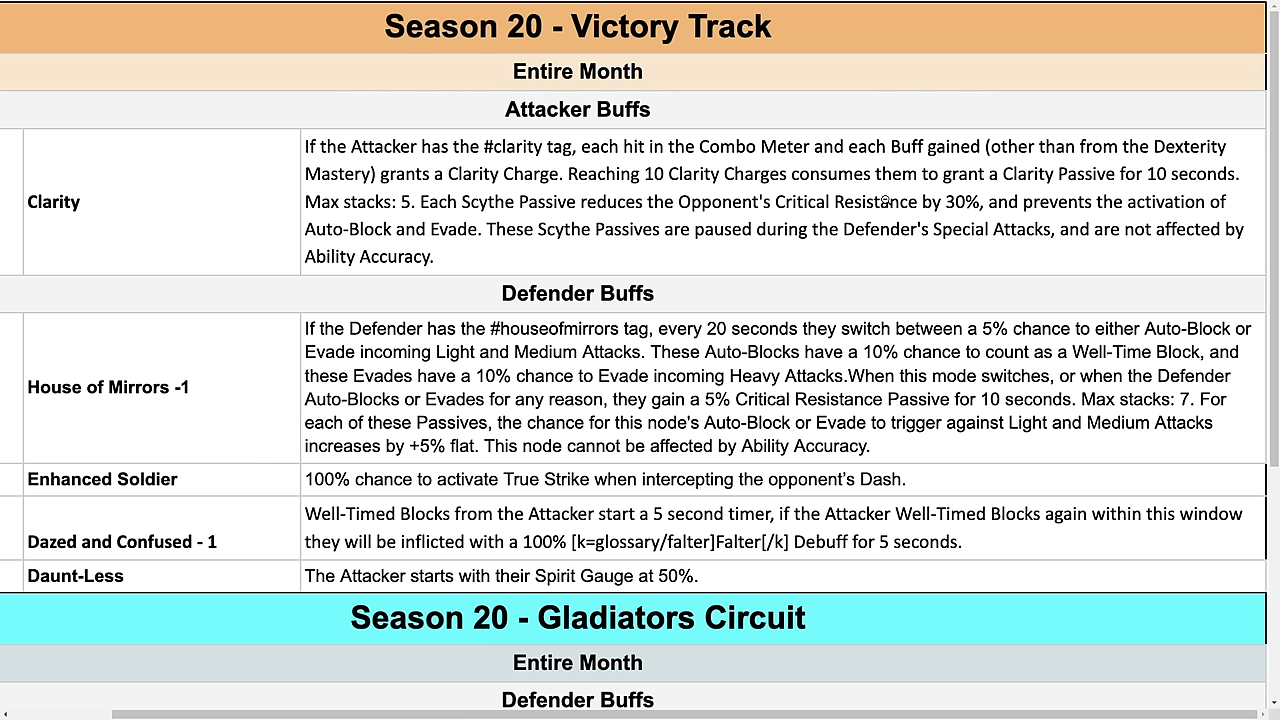 Season 20 - Victory Track
Entire Month
Attacker Buffs
Clarity
If the Attacker has the #clarity tag, each hit in the Combo Meter and each Buff gained (other than from the Dexterity
Mastery) grants a Clarity Charge. Reaching 10 Clarity Charges consumes them to grant a Clarity Passive for 10 seconds.
Max stacks: 5. Each Scythe Passive reduces the Opponent's Critical Resistance by 30%, and prevents the activation of
Auto-Block and Evade. These Scythe Passives are paused during the Defender's Special Attacks, and are not affected by
Ability Accuracy.
Defender Buffs
House of Mirrors -1
If the Defender has the #houseofmirrors tag, every 20 seconds they switch between a 5% chance to either Auto-Block or
Evade incoming Light and Medium Attacks. These Auto-Blocks have a 10% chance to count as a Well-Time Block, and
these Evades have a 10% chance to Evade incoming Heavy Attacks.When this mode switches, or when the Defender
Auto-Blocks or Evades for any reason, they gain a 5% Critical Resistance Passive for 10 seconds. Max stacks: 7. For
each of these Passives, the chance for this node's Auto-Block or Evade to trigger against Light and Medium Attacks
increases by +5% flat. This node cannot be affected by Ability Accuracy.
Enhanced Soldier
100% chance to activate True Strike when intercepting the opponent’s Dash.
Dazed and Confused - 1
Well-Timed Blocks from the Attacker start a 5 second timer, if the Attacker Well-Timed Blocks again within this window
they will be inflicted with a 100% [k=glossary/falter]Falter[/k] Debuff for 5 seconds.
Daunt-Less
The Attacker starts with their Spirit Gauge at 50%.
Season 20 - Gladiators Circuit
Entire Month
Defender Buffs